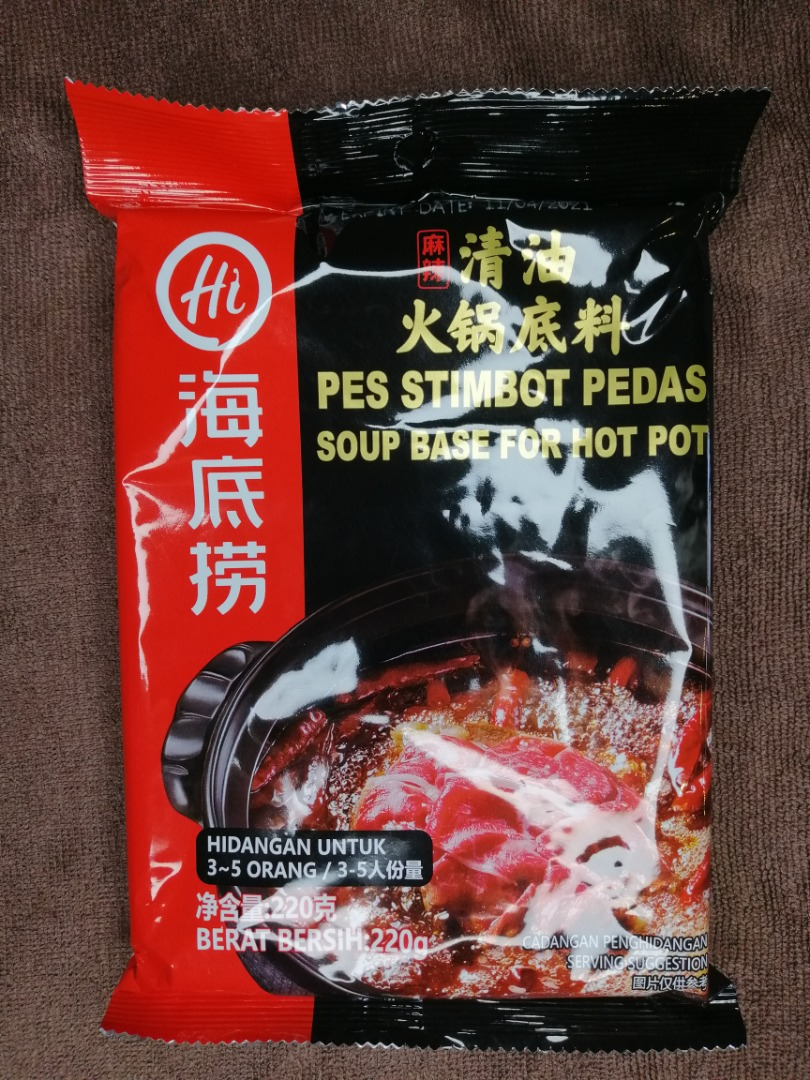 EXPIRY DATE: 11/04/2021
Hi
海底捞
麻辣
清油
火锅底料
PES STIMBOT PEDAS
SOUP BASE FOR HOT POT
HIDANGAN UNTUK
3~5 ORANG / 3-5人份量
净含量:220克
BERAT BERSIH:220g
CADANGAN PENGHIDANGAN
SERVING SUGGESTION
图片仅供参考